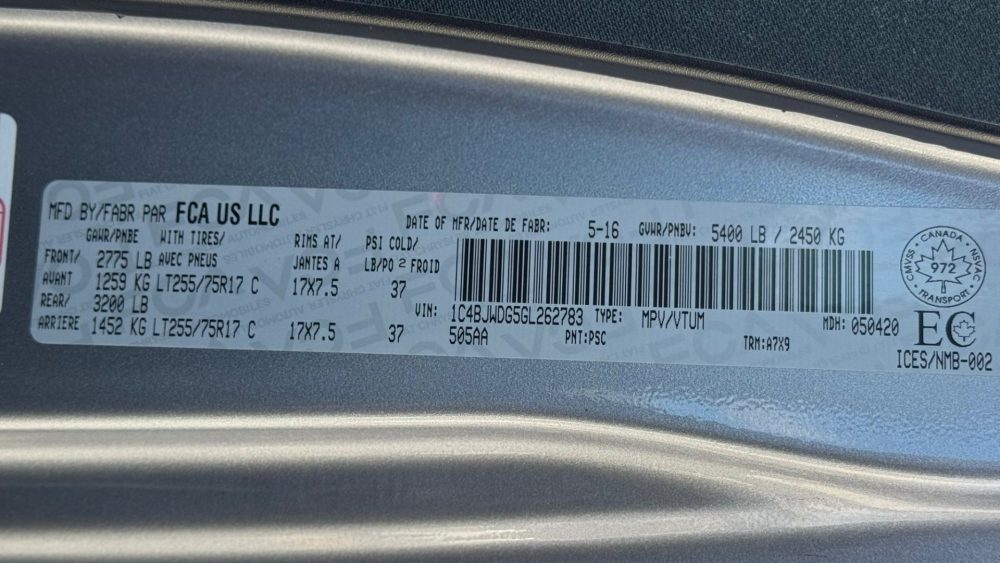 MFD BY/FABR PAR FCA US LLC
DATE OF MFR/DATE DE FABR: 5-16 GVWR/PNBV: 5400 LB / 2450 KG
GAWR/PNBE WITH TIRES/ RIMS AT/ PSI COLD/
FRONT/ 2775 LB AVEC PNEUS JANTES A LB/PO 2 FROID
AVANT 1259 KG LT255/75R17 C 17X7.5 37
REAR/ 3200 LB
ARRIERE 1452 KG LT255/75R17 C 17X7.5 37
VIN: 1C4BJWDG5GL262783 TYPE: MPV/VTUM MDH: 050420
505AA PNT:PSC TRM:A7X9
CANADA
CMVSS 972 NSVAC
TRANSPORT
EC
ICES/NMB-002